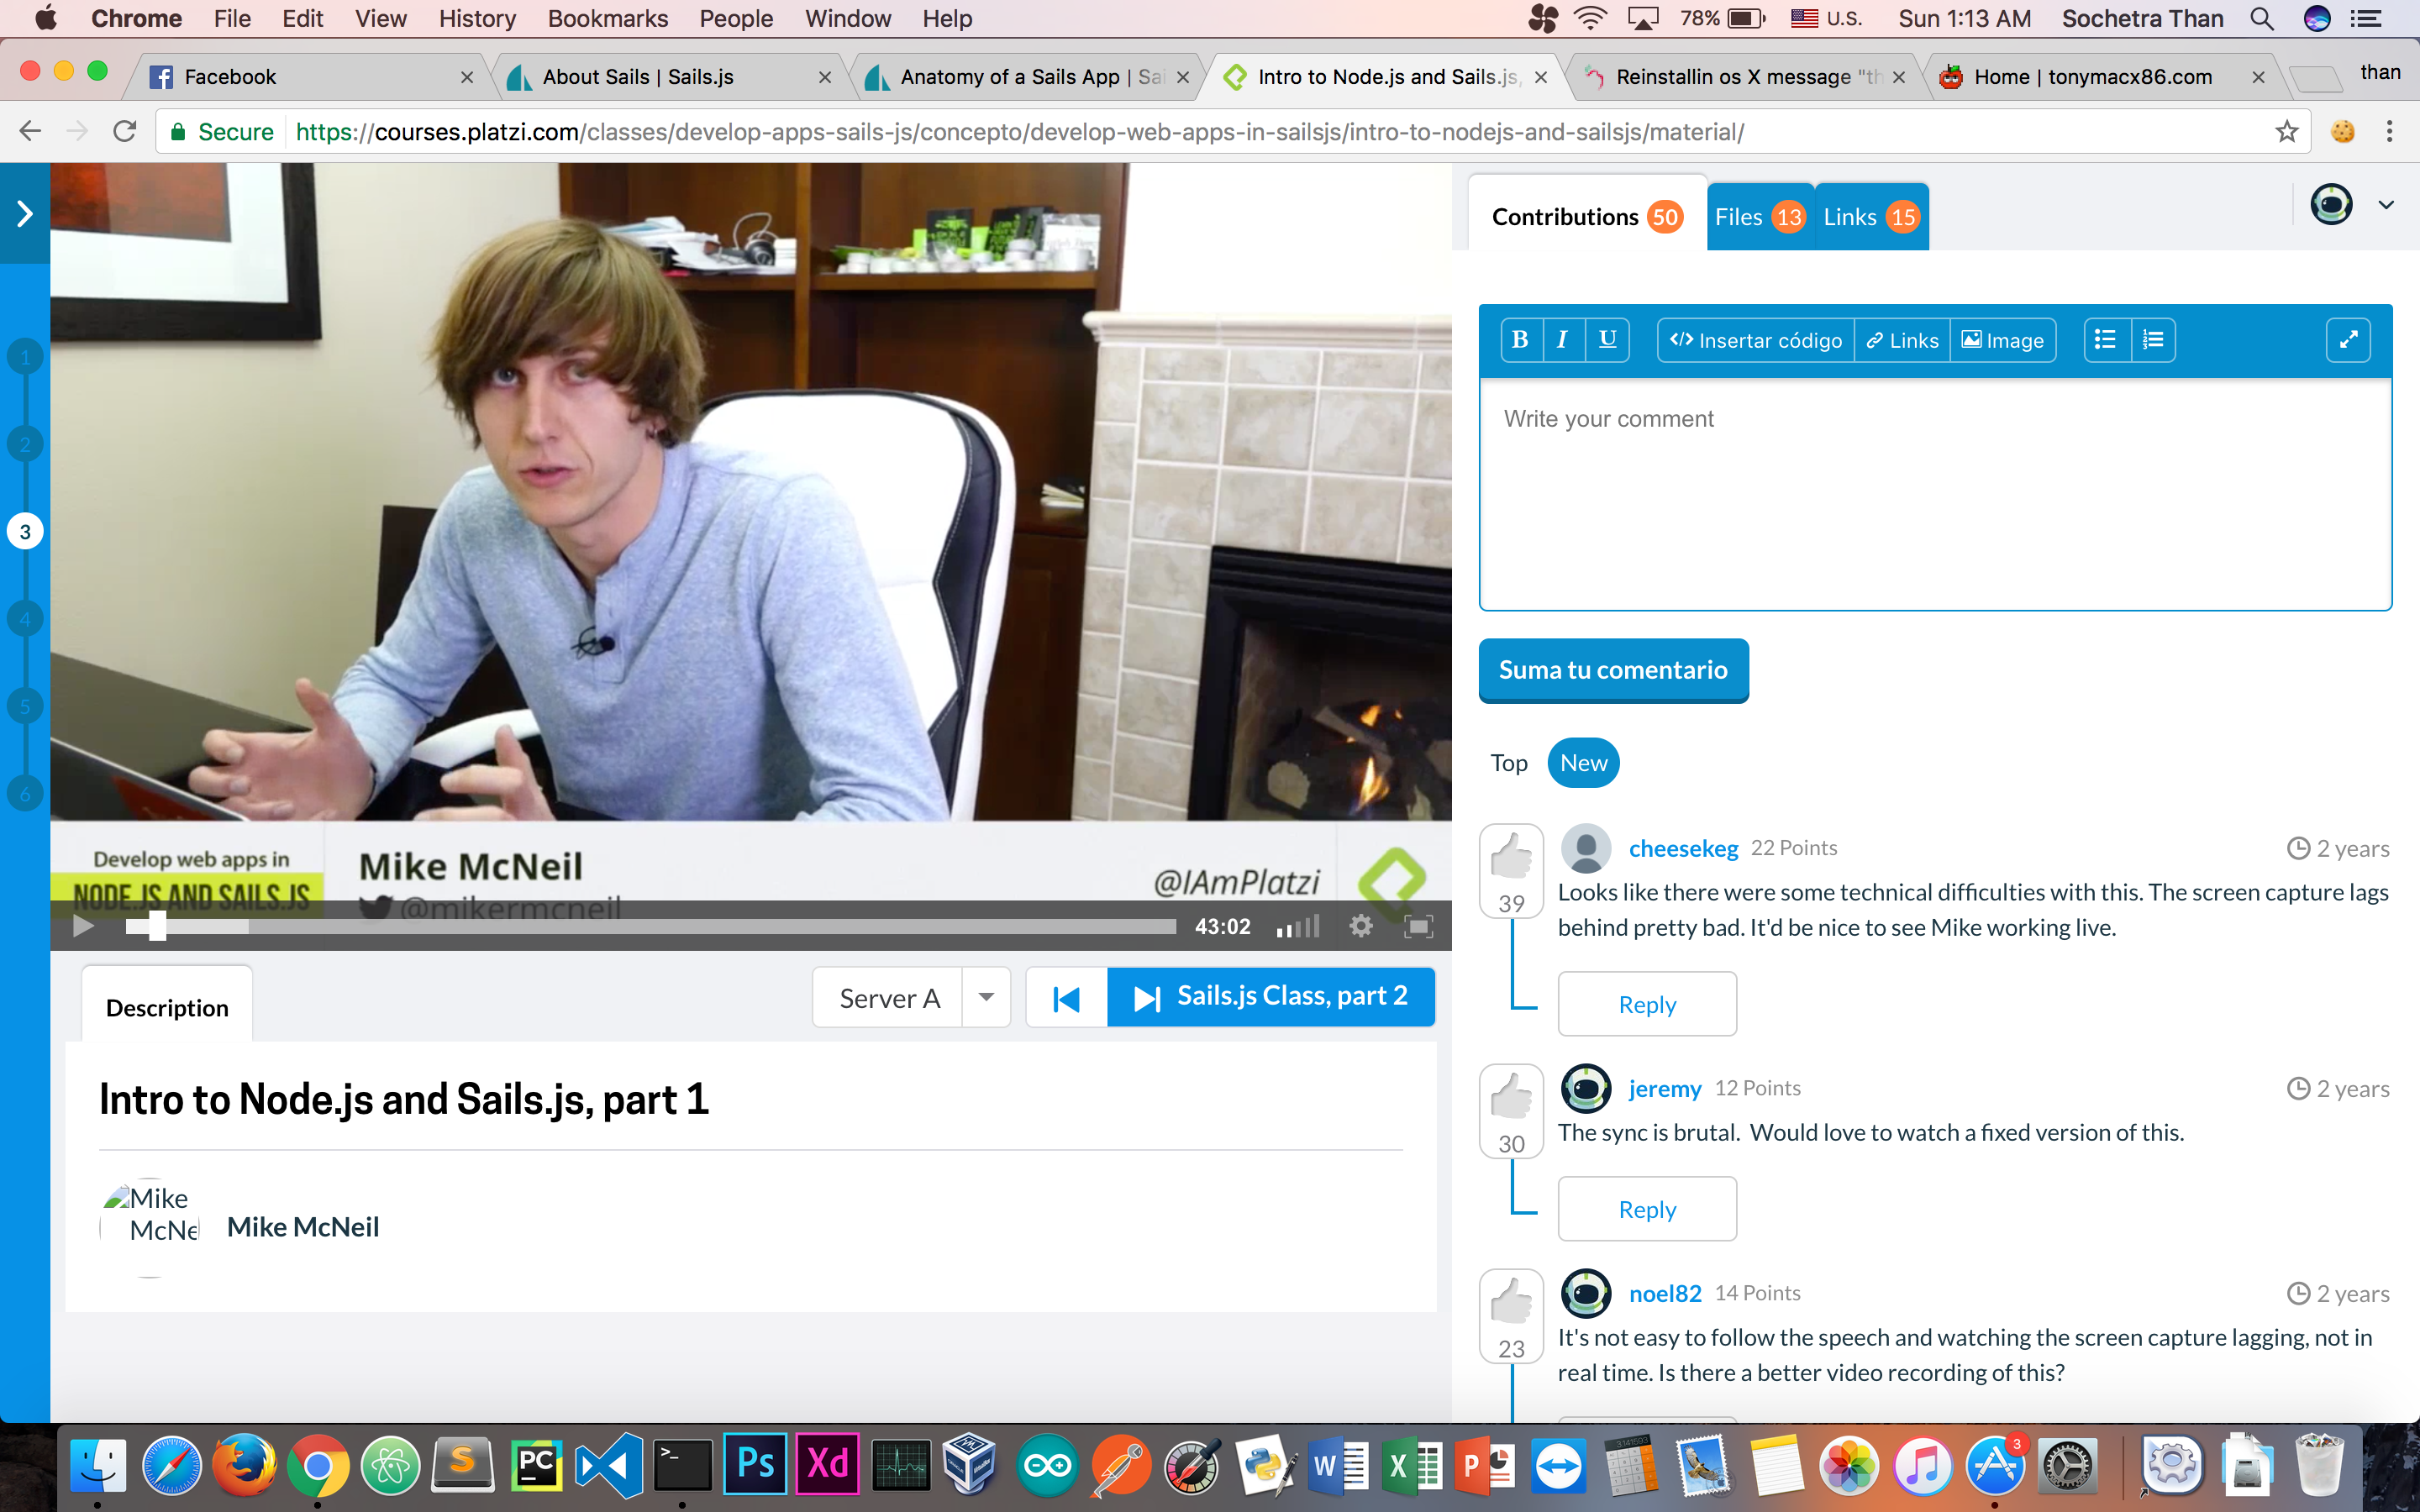 Chrome File Edit View History Bookmarks People Window Help 78% U.S. Sun 1:13 AM Sochetra Than
Facebook About Sails | Sails.js Anatomy of a Sails App | Sai Intro to Node.js and Sails.js, Reinstallin os X message "th Home | tonymacx86.com than
Secure https://courses.platzi.com/classes/develop-apps-sails-js/concepto/develop-web-apps-in-sailsjs/intro-to-nodejs-and-sailsjs/material/
1
2
3
4
5
6
Develop web apps in
NODE.JS AND SAILS.JS
Mike McNeil
@mikermcneil
@IAmPlatzi
43:02
Description
Server A
Sails.js Class, part 2
Intro to Node.js and Sails.js, part 1
Mike
McNe
Mike McNeil
Contributions 50 Files 13 Links 15
B I U </> Insertar código Links Image
Write your comment
Suma tu comentario
Top New
cheesekeg 22 Points 2 years
39
Looks like there were some technical difficulties with this. The screen capture lags
behind pretty bad. It'd be nice to see Mike working live.
Reply
jeremy 12 Points 2 years
30
The sync is brutal. Would love to watch a fixed version of this.
Reply
noel82 14 Points 2 years
23
It's not easy to follow the speech and watching the screen capture lagging, not in
real time. Is there a better video recording of this?
S PC >_ Ps Xd W X P 3